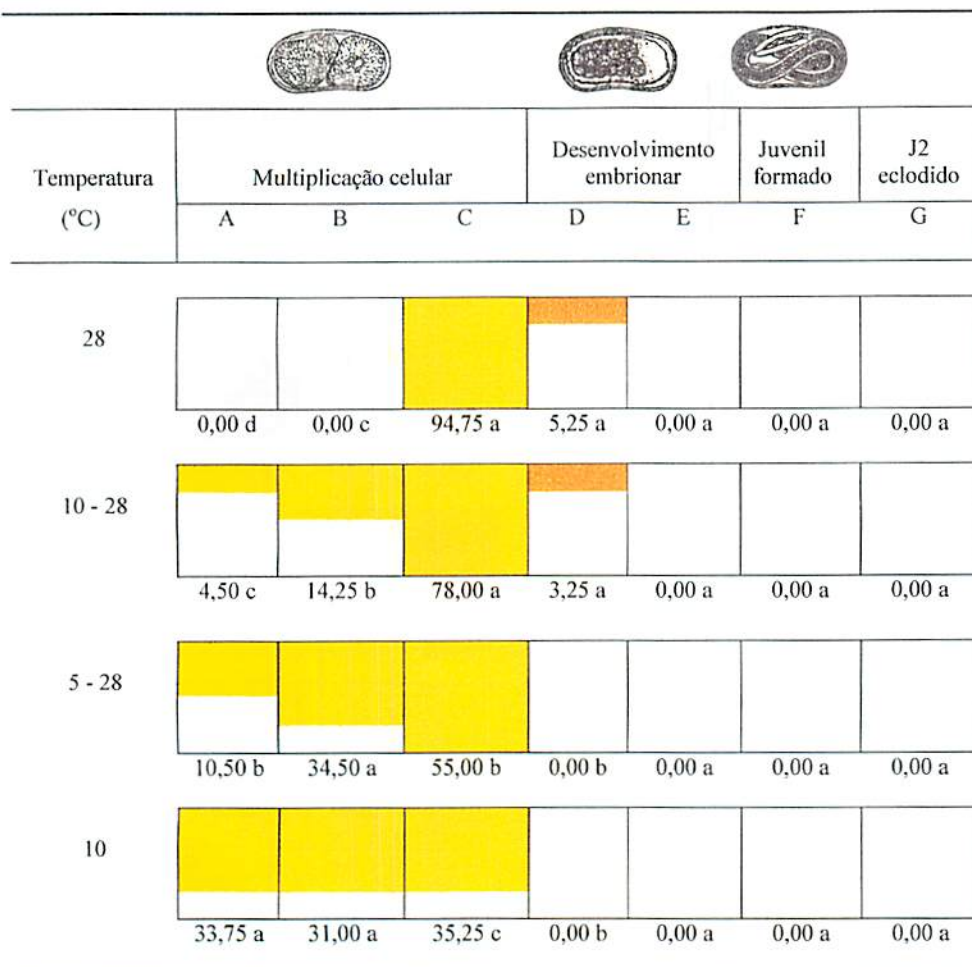 Temperatura
(°C)
Multiplicação celular
Desenvolvimento
embrionar
Juvenil
formado
J2
eclodido
A B C D E F G
28
0,00 d 0,00 c 94,75 a 5,25 a 0,00 a 0,00 a 0,00 a
10 - 28
4,50 c 14,25 b 78,00 a 3,25 a 0,00 a 0,00 a 0,00 a
5 - 28
10,50 b 34,50 a 55,00 b 0,00 b 0,00 a 0,00 a 0,00 a
10
33,75 a 31,00 a 35,25 c 0,00 b 0,00 a 0,00 a 0,00 a